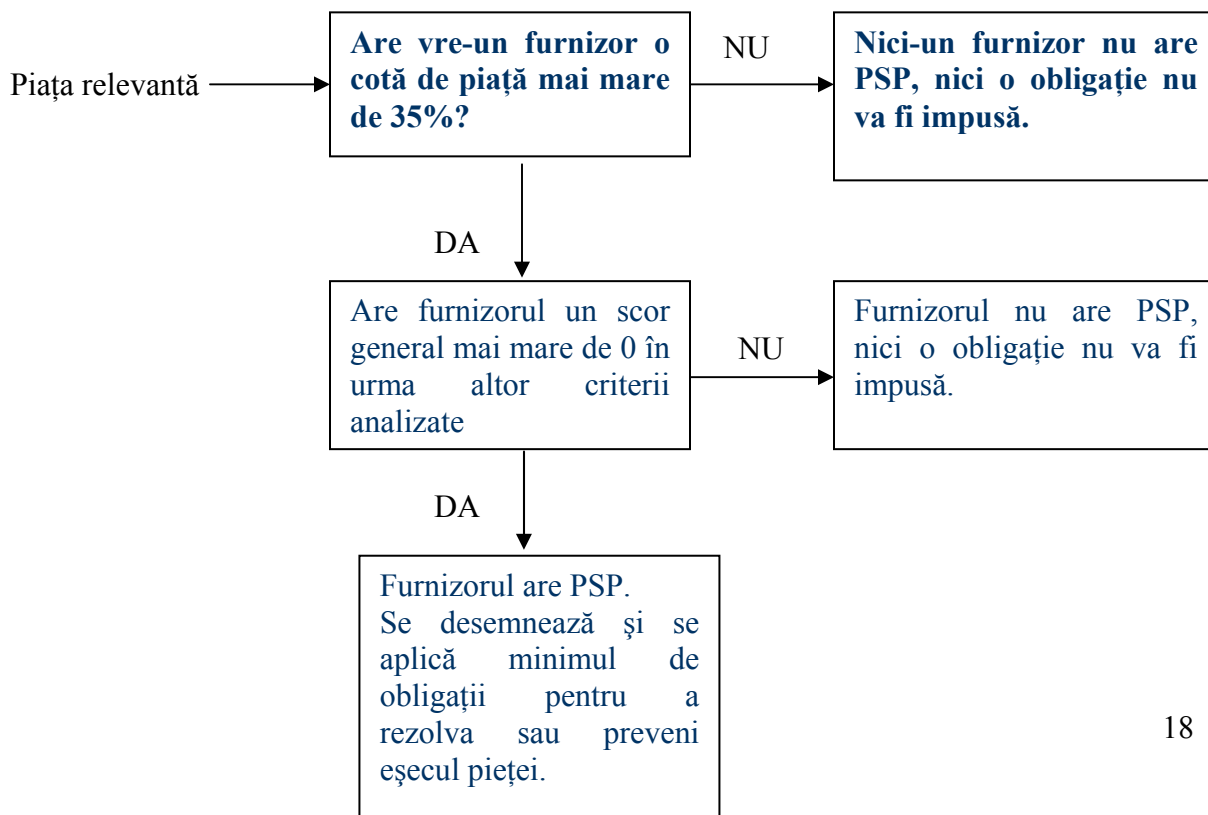 Piața relevantă
Are vre-un furnizor o
cotă de piață mai mare
de 35%?
NU
Nici-un furnizor nu are
PSP, nici o obligație nu
va fi impusă.
DA
Are furnizorul un scor
general mai mare de 0 în
urma altor criterii
analizate
NU
Furnizorul nu are PSP,
nici o obligație nu va fi
impusă.
DA
Furnizorul are PSP.
Se desemnează şi se
aplică minimul de
obligații pentru a
rezolva sau preveni
eşecul pieței.
18